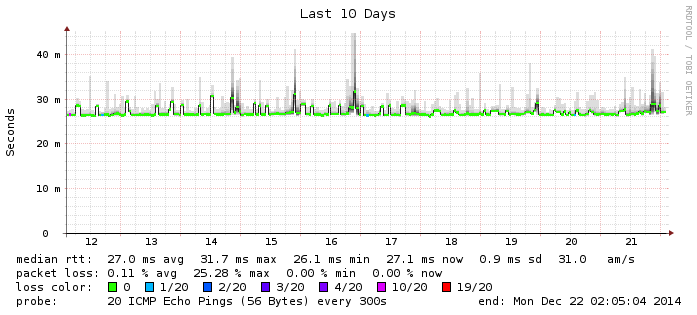 Last 10 Days
RRDTOOL / TOBI OETIKER
Seconds
40 m
30 m
20 m
10 m
0
12 13 14 15 16 17 18 19 20 21
median rtt: 27.0 ms avg 31.7 ms max 26.1 ms min 27.1 ms now 0.9 ms sd 31.0 am/s
packet loss: 0.11 % avg 25.28 % max 0.00 % min 0.00 % now
loss color: 0 1/20 2/20 3/20 4/20 10/20 19/20
probe: 20 ICMP Echo Pings (56 Bytes) every 300s end: Mon Dec 22 02:05:04 2014